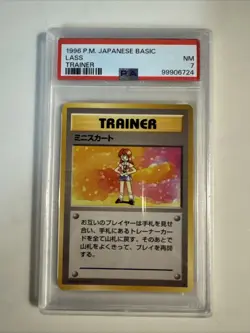 1996 P.M. JAPANESE BASIC
LASS
NM
TRAINER
7
PSA
99906724
TRAINER
ミニスカート
お互いのプレイヤーは手札を見せ
合い、手札にあるトレーナーカー
ドを全て山札に戻す。そのあとで
山札をよくきって、プレイを再開
する。